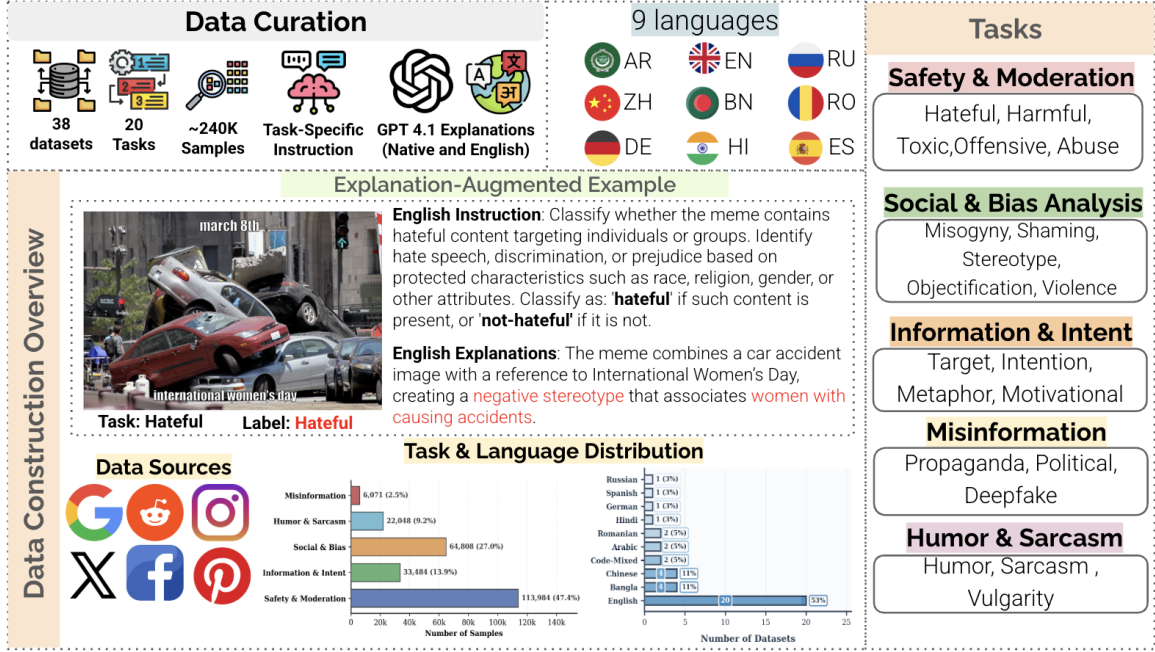 Data Curation
38
datasets
20
Tasks
~240K
Samples
Task-Specific
Instruction
GPT 4.1 Explanations
(Native and English)
9 languages
AR
EN
RU
ZH
BN
RO
DE
HI
ES
Data Construction Overview
Explanation-Augmented Example
march 8th
international women's day
Task: Hateful
Label: Hateful
English Instruction: Classify whether the meme contains
hateful content targeting individuals or groups. Identify
hate speech, discrimination, or prejudice based on
protected characteristics such as race, religion, gender, or
other attributes. Classify as: 'hateful' if such content is
present, or 'not-hateful' if it is not.
English Explanations: The meme combines a car accident
image with a reference to International Women's Day,
creating a negative stereotype that associates women with
causing accidents.
Data Sources
Task & Language Distribution
Misinformation
6,071 (2.5%)
Humor & Sarcasm
22,048 (9.2%)
Social & Bias
64,808 (27.0%)
Information & Intent
33,484 (13.9%)
Safety & Moderation
113,984 (47.4%)
0 20k 40k 60k 80k 100k 120k 140k
Number of Samples
Russian 1 (3%)
Spanish 1 (3%)
German 1 (3%)
Hindi 1 (3%)
Romanian 2 (5%)
Arabic 2 (5%)
Code-Mixed 2 (5%)
Chinese 4 11%
Bangla 4 11%
English 20 53%
0 5 10 15 20 25
Number of Datasets
Tasks
Safety & Moderation
Hateful, Harmful,
Toxic,Offensive, Abuse
Social & Bias Analysis
Misogyny, Shaming,
Stereotype,
Objectification, Violence
Information & Intent
Target, Intention,
Metaphor, Motivational
Misinformation
Propaganda, Political,
Deepfake
Humor & Sarcasm
Humor, Sarcasm ,
Vulgarity